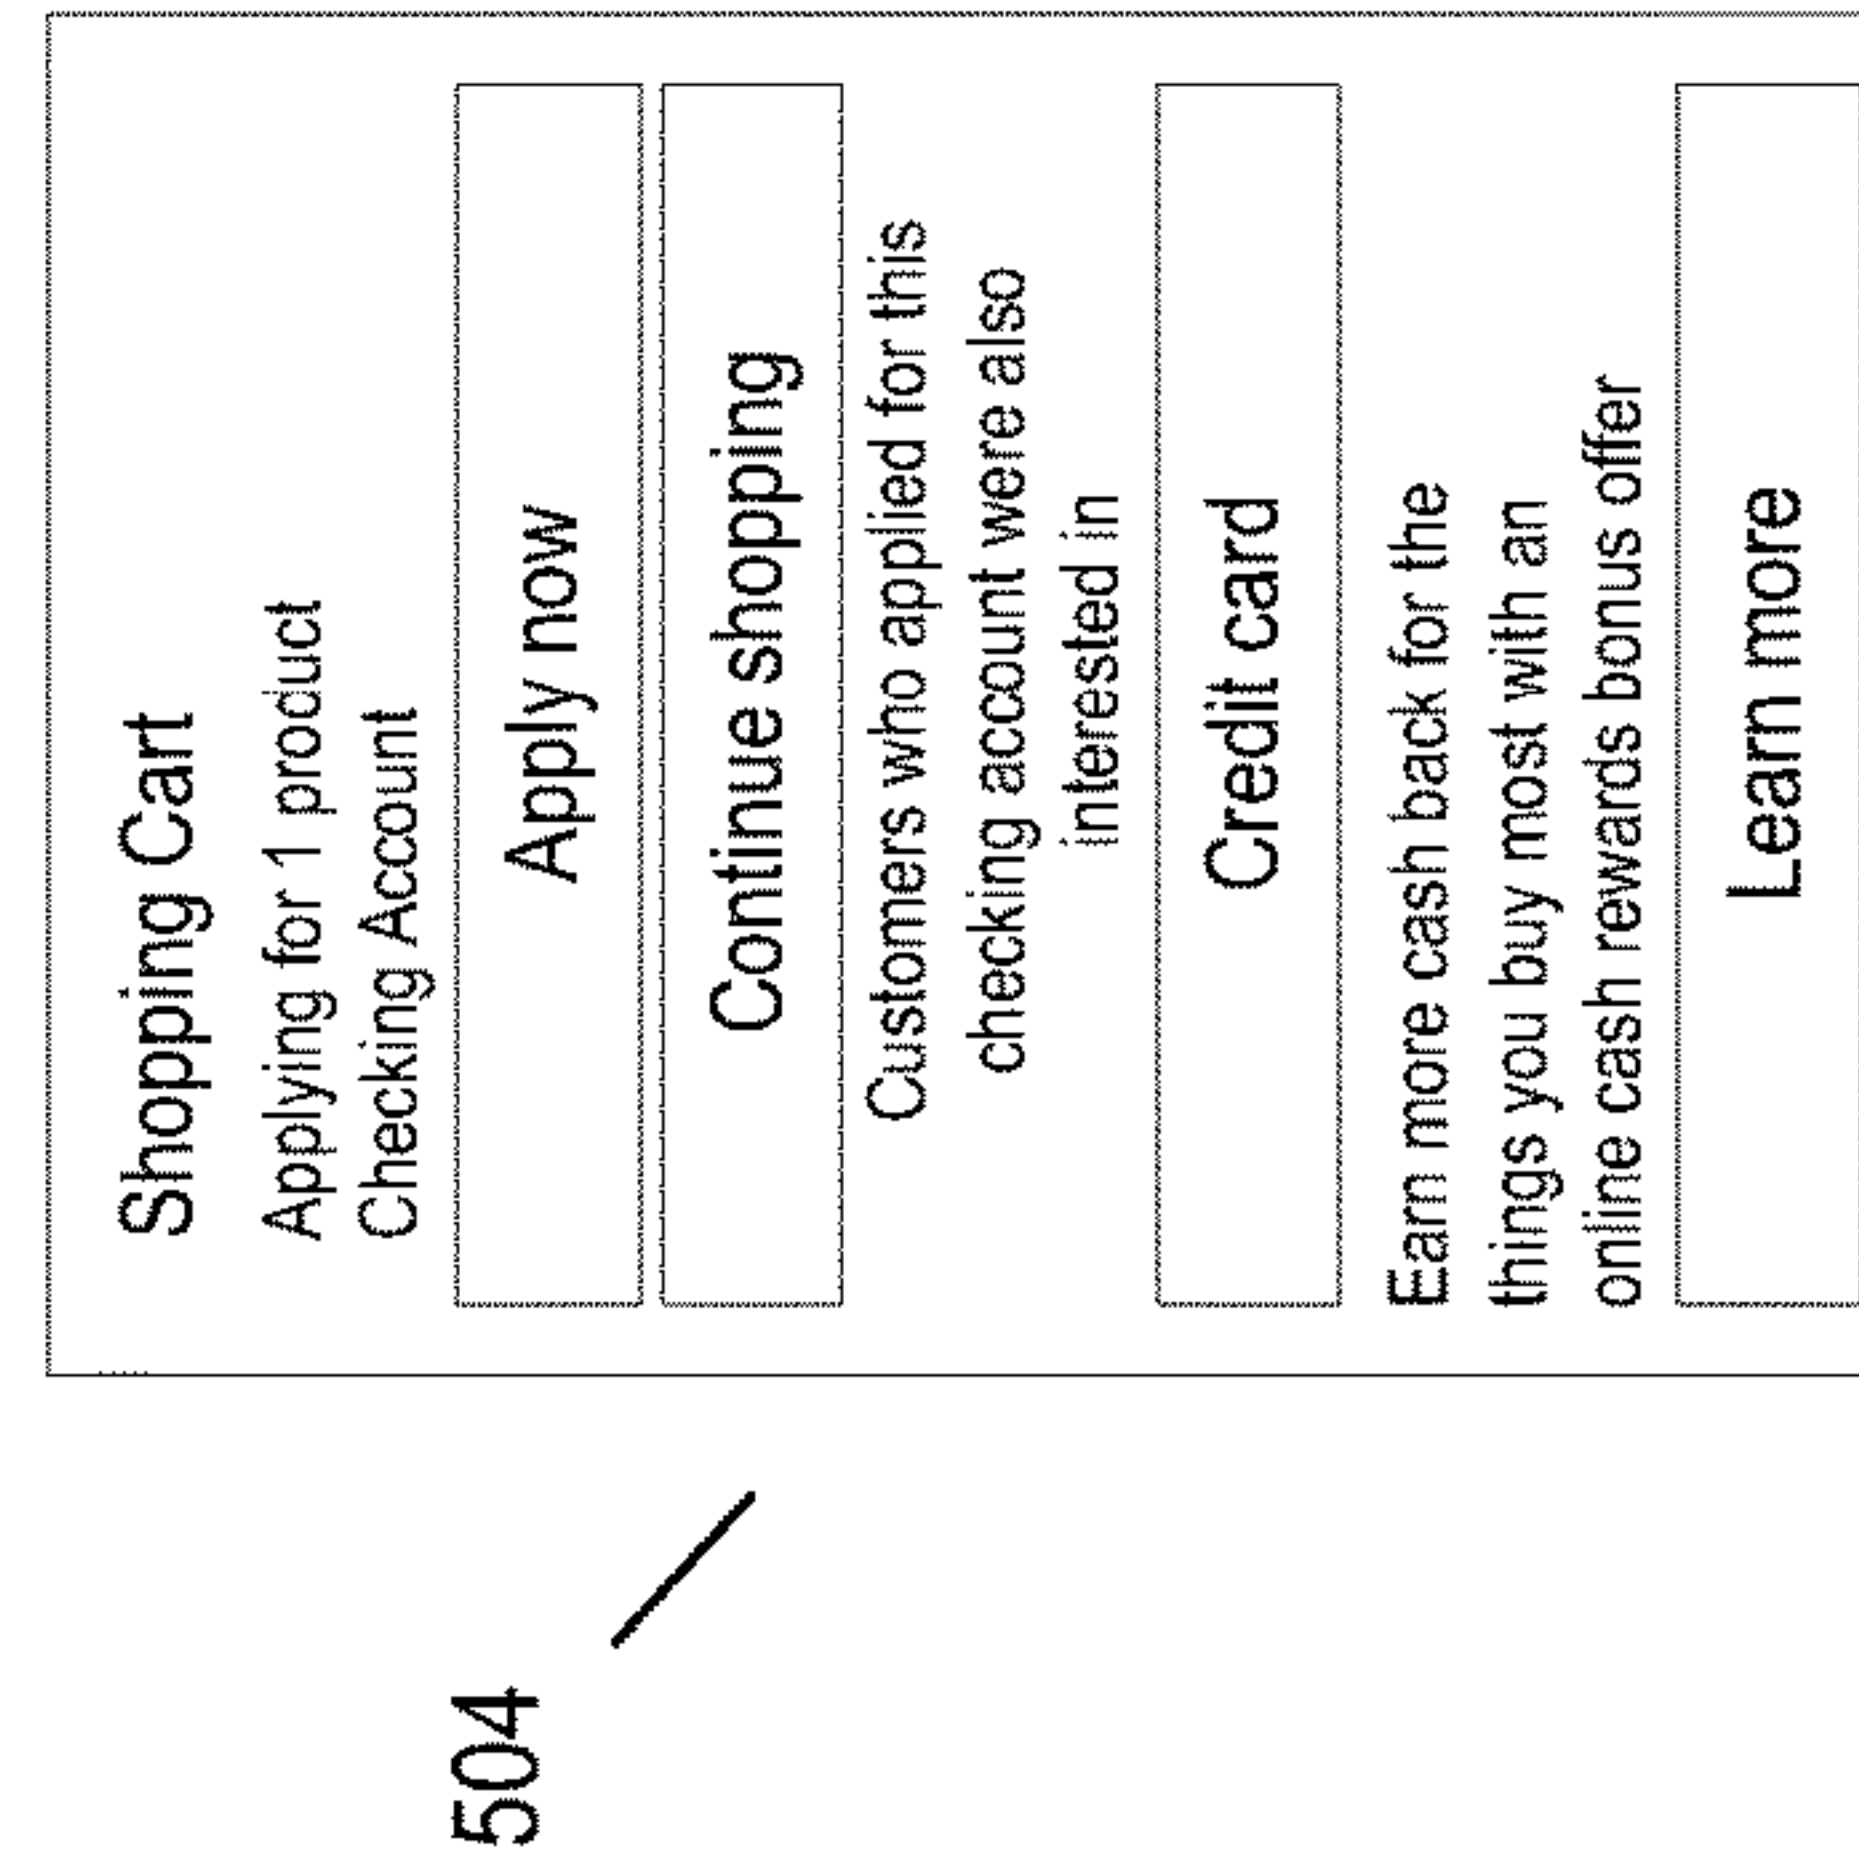 Shopping Cart
Applying for 1 product
Checking Account
Apply now
Continue shopping
Customers who applied for this
checking account were also
interested in
Credit card
Earn more cash back for the
things you buy most with an
online cash rewards bonus offer
Learn more
504